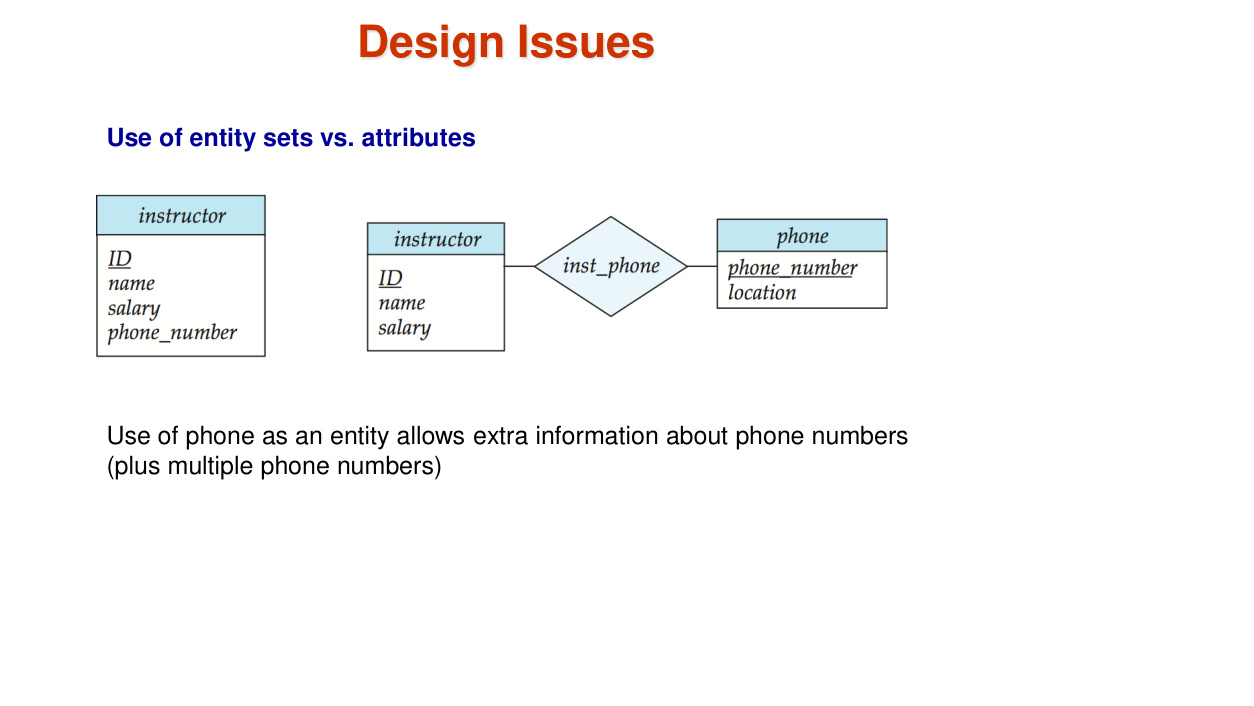 Design Issues
Use of entity sets vs. attributes
instructor
ID
name
salary
phone_number
instructor
ID
name
salary
inst_phone
phone
phone_number
location
Use of phone as an entity allows extra information about phone numbers
(plus multiple phone numbers)